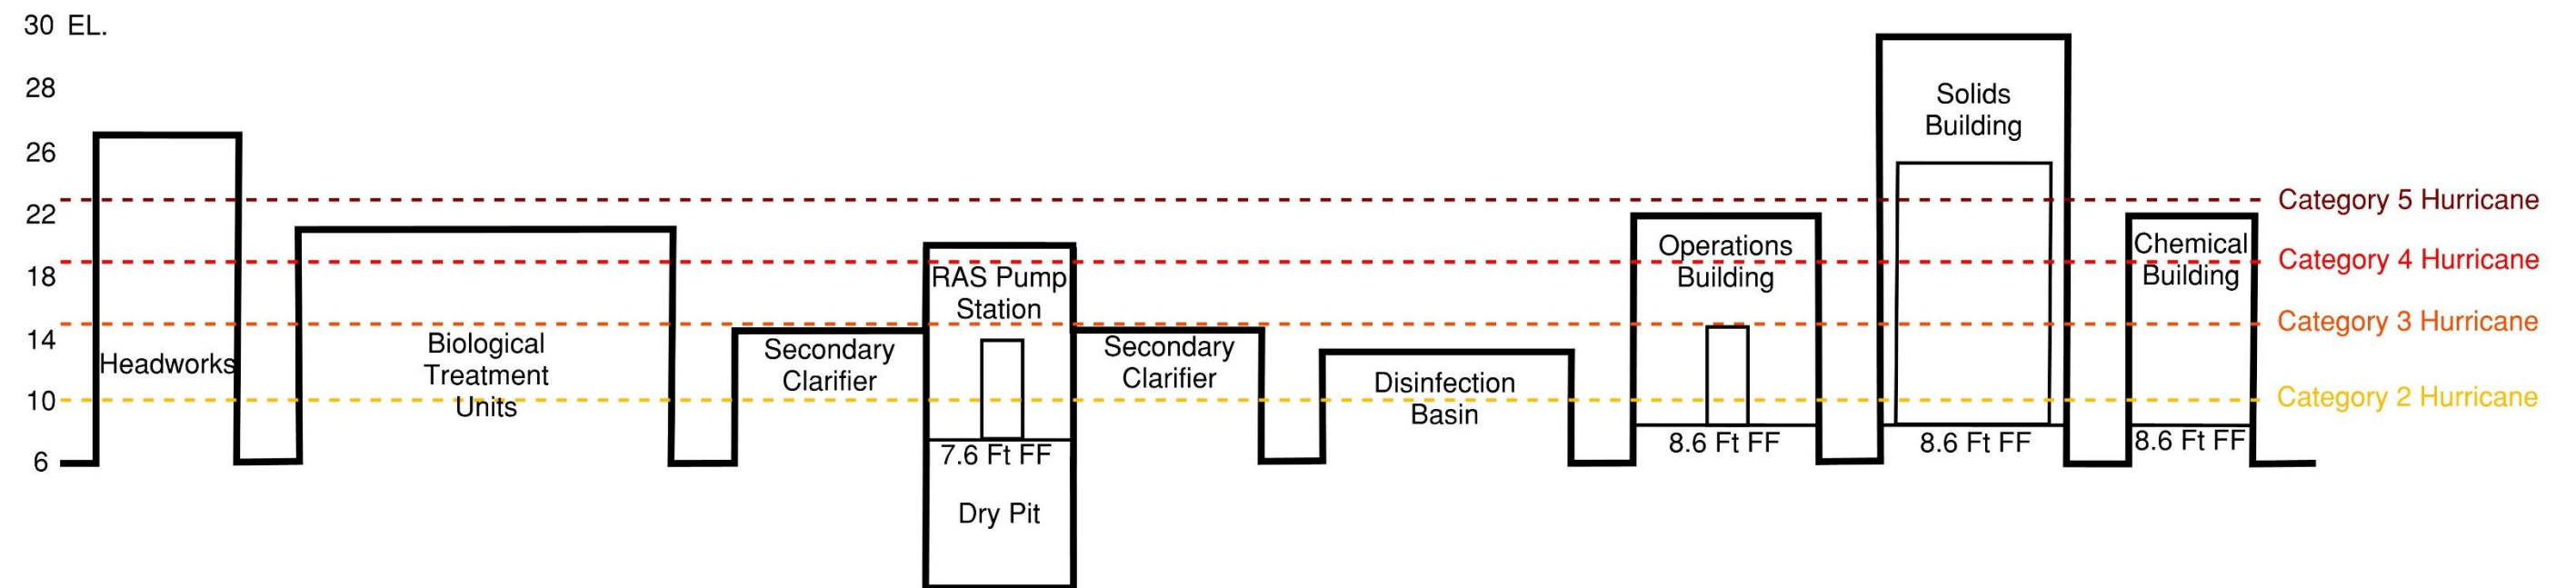 30 EL.
28
26
22
18
14
10
6
Headworks
Biological
Treatment
Units
Secondary
Clarifier
RAS Pump
Station
7.6 Ft FF
Dry Pit
Secondary
Clarifier
Disinfection
Basin
Operations
Building
8.6 Ft FF
Solids
Building
8.6 Ft FF
Chemical
Building
8.6 Ft FF
Category 5 Hurricane
Category 4 Hurricane
Category 3 Hurricane
Category 2 Hurricane